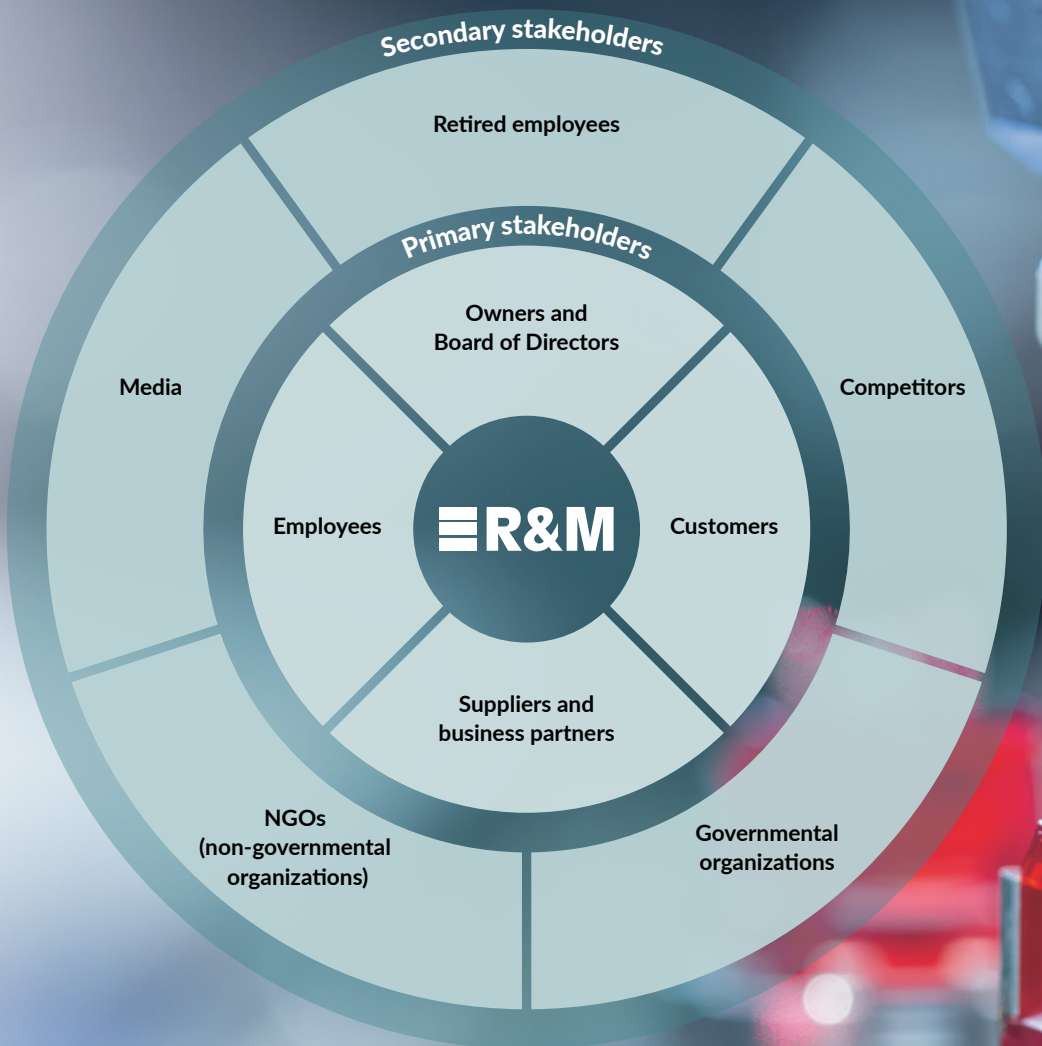 Secondary stakeholders
Retired employees
Primary stakeholders
Owners and
Board of Directors
Media
Competitors
Employees
R&M
Customers
Suppliers and
business partners
NGOs
(non-governmental
organizations)
Governmental
organizations